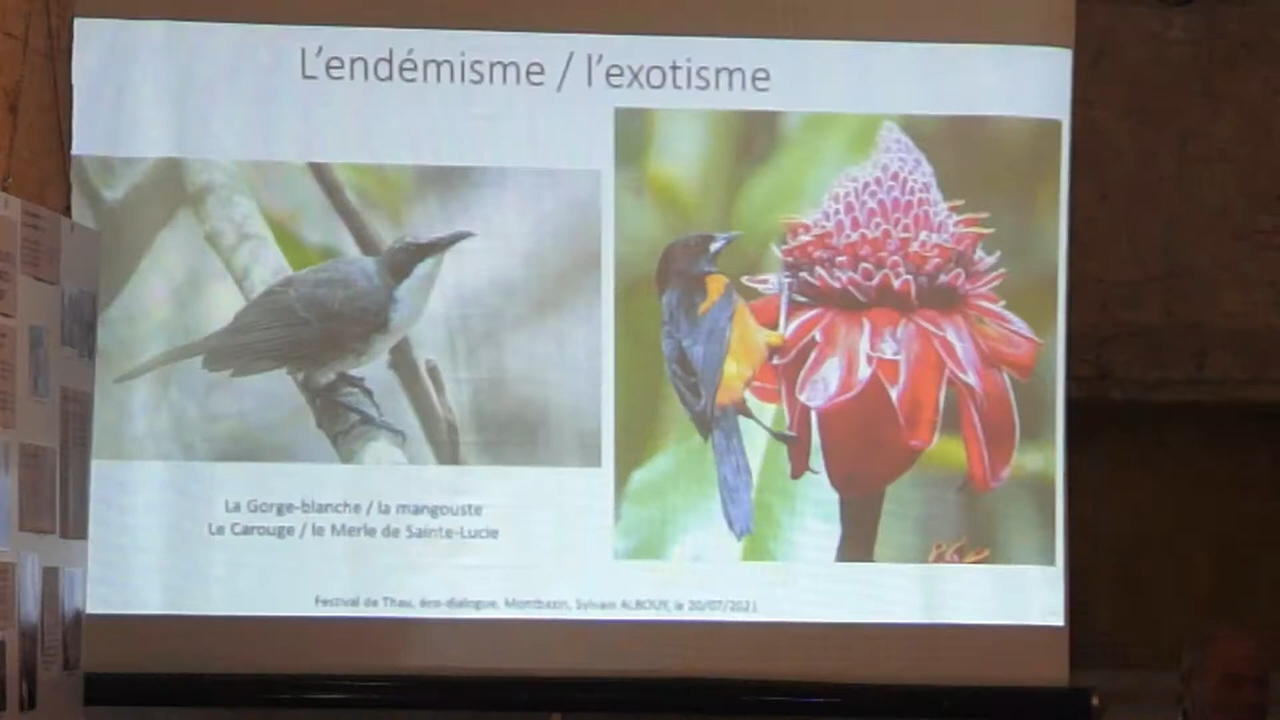 L'endémisme / l'exotisme
La Gorge-blanche / la mangouste
Le Carouge / le Merle de Sainte-Lucie
Festival de Thau, éco-dialogue, Montbazin, Sylvain ALBOUY, le 20/07/2021